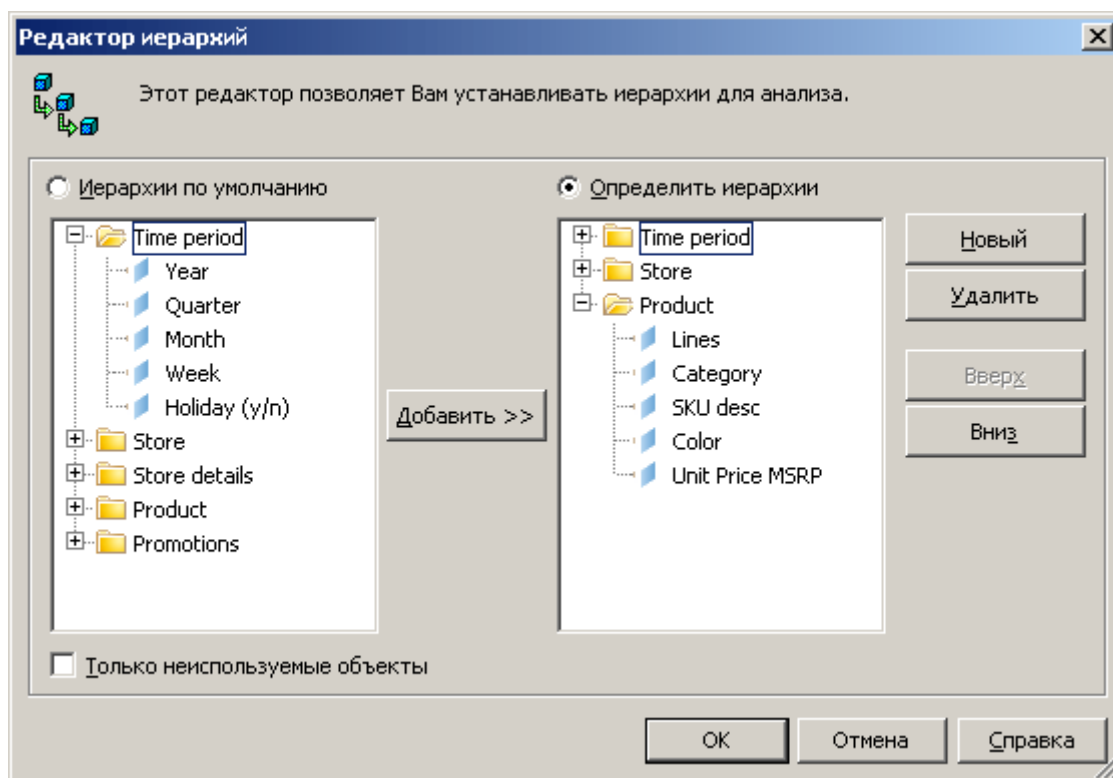 Редактор иерархий
Этот редактор позволяет Вам устанавливать иерархии для анализа.
Иерархии по умолчанию
Time period
Year
Quarter
Month
Week
Holiday (y/n)
Store
Store details
Product
Promotions
Добавить >>
Определить иерархии
Time period
Store
Product
Lines
Category
SKU desc
Color
Unit Price MSRP
Новый
Удалить
Вверх
Вниз
Только неиспользуемые объекты
OK
Отмена
Справка